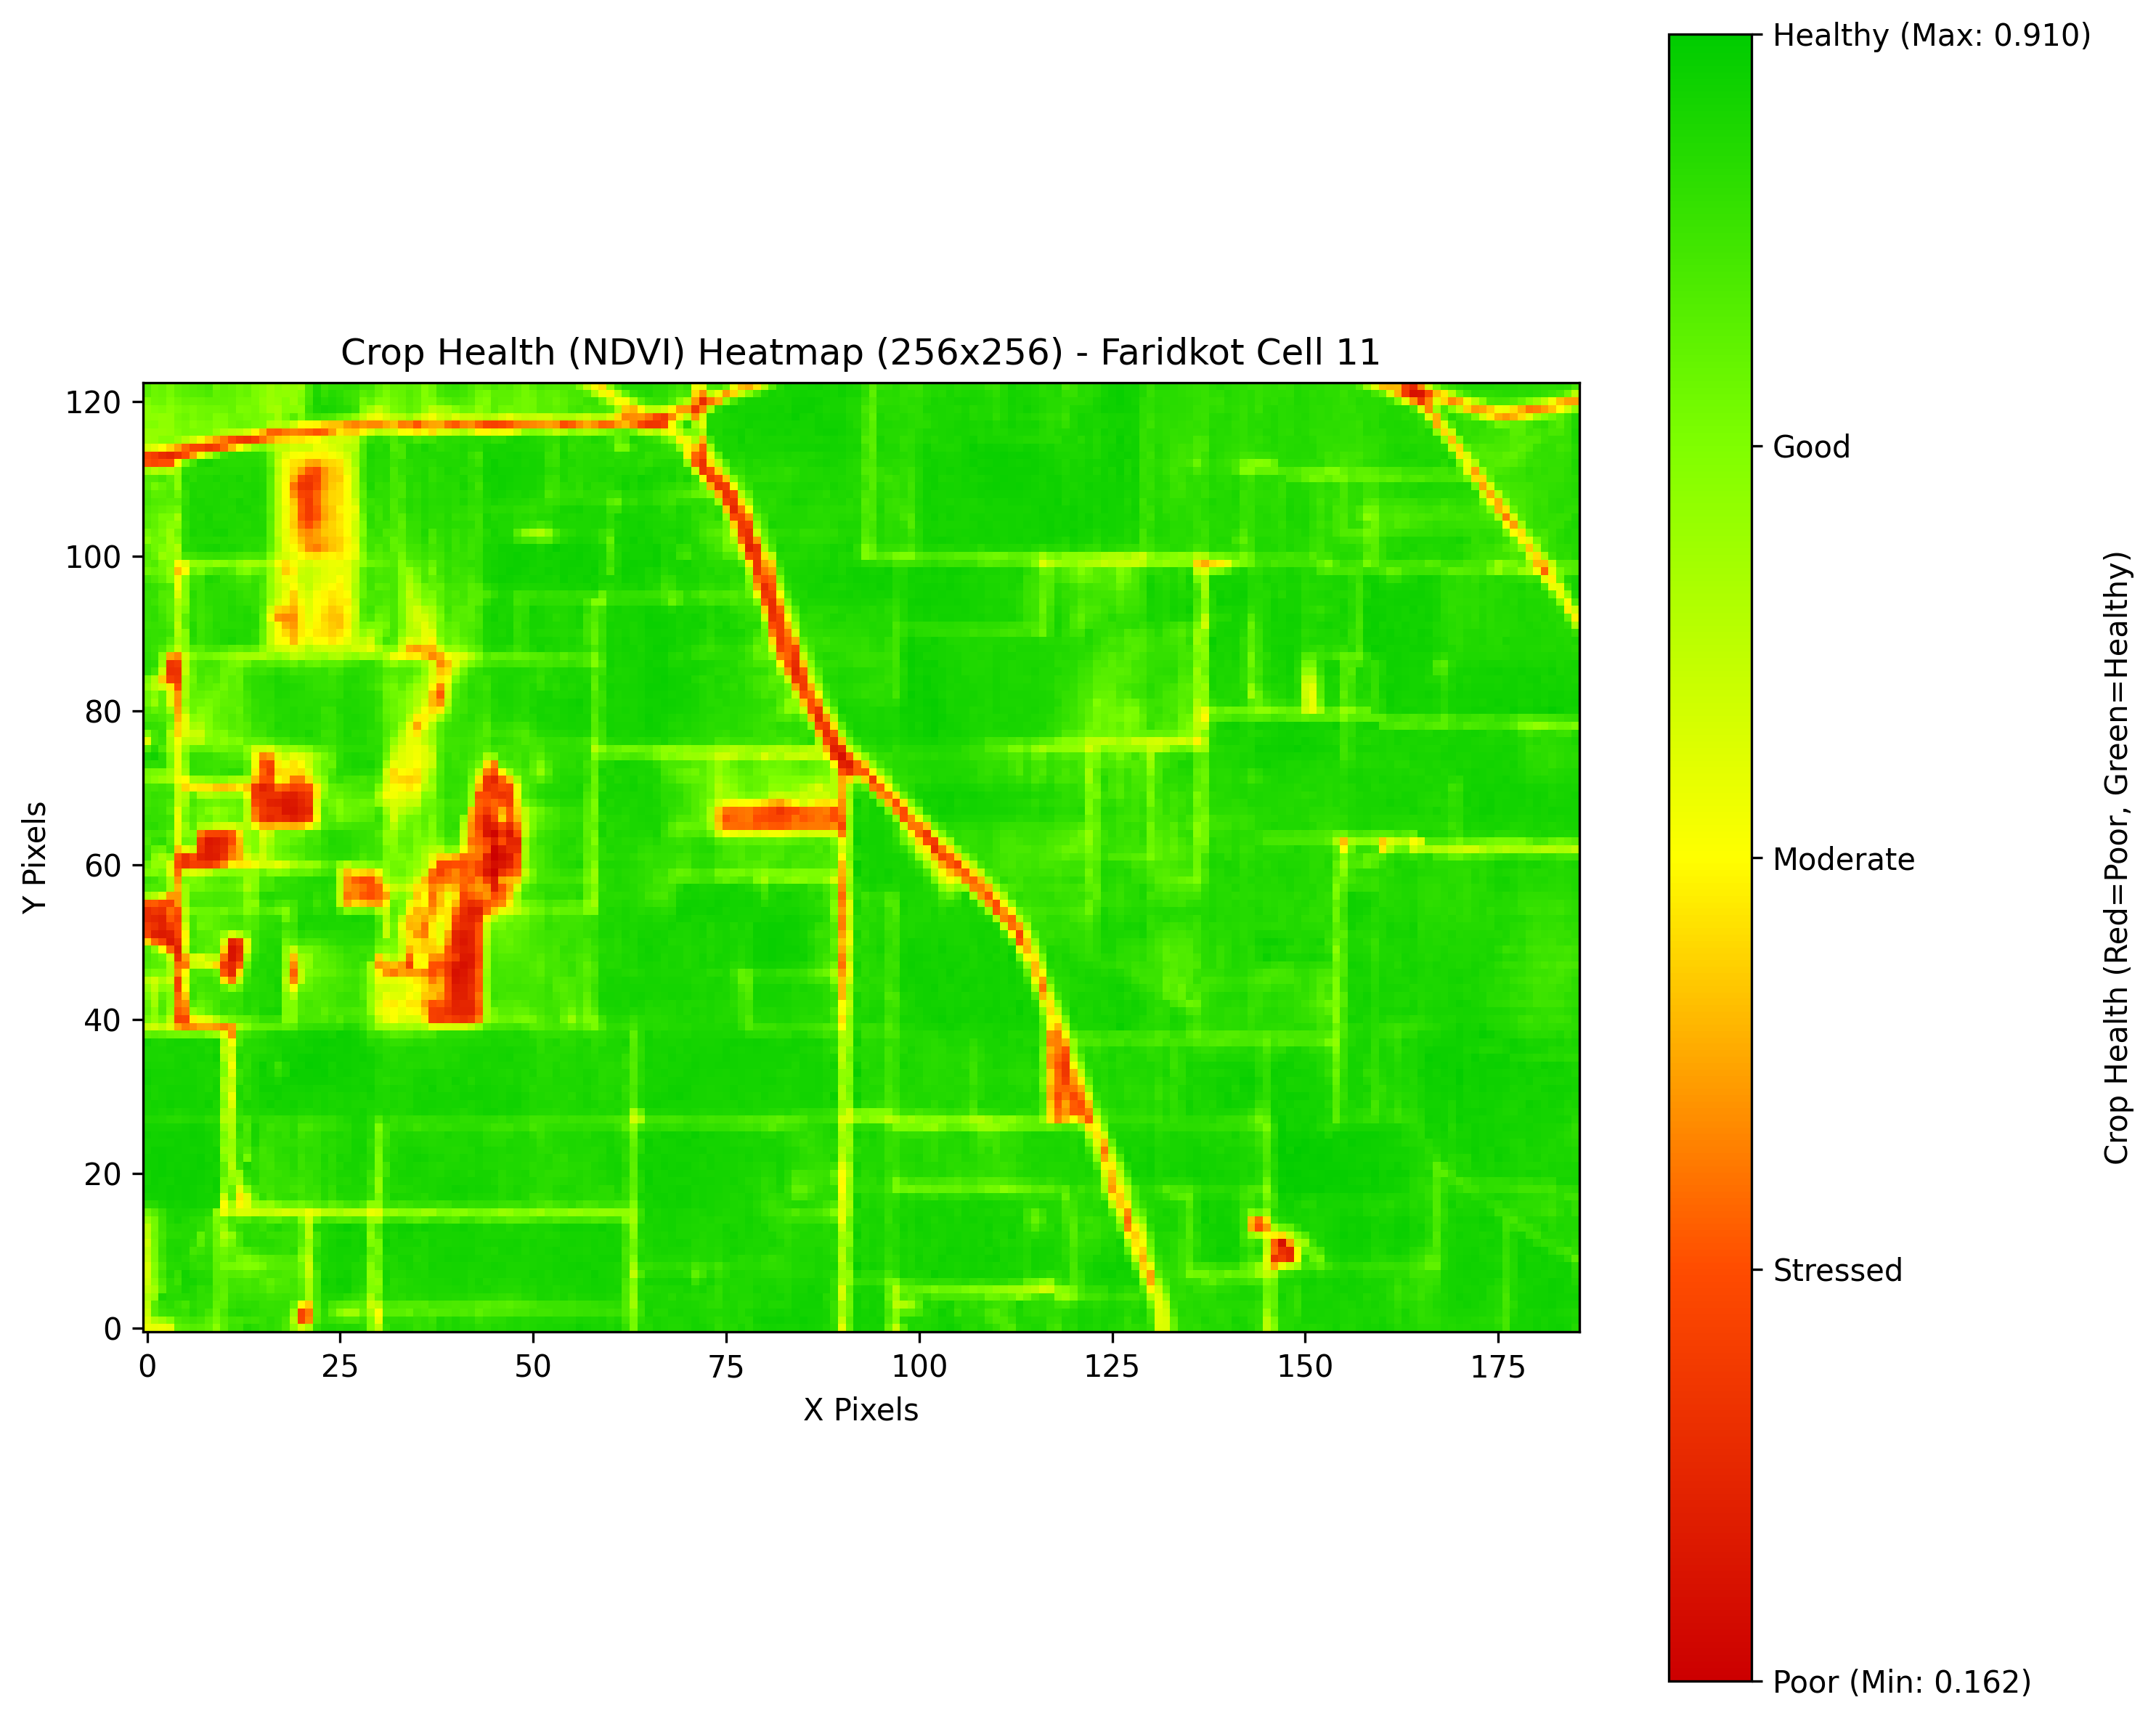 Crop Health (NDVI) Heatmap (256x256) - Faridkot Cell 11
120
100
80
60
40
20
0
Y Pixels
0 25 50 75 100 125 150 175
X Pixels
Healthy (Max: 0.910)
Good
Moderate
Stressed
Poor (Min: 0.162)
Crop Health (Red=Poor, Green=Healthy)